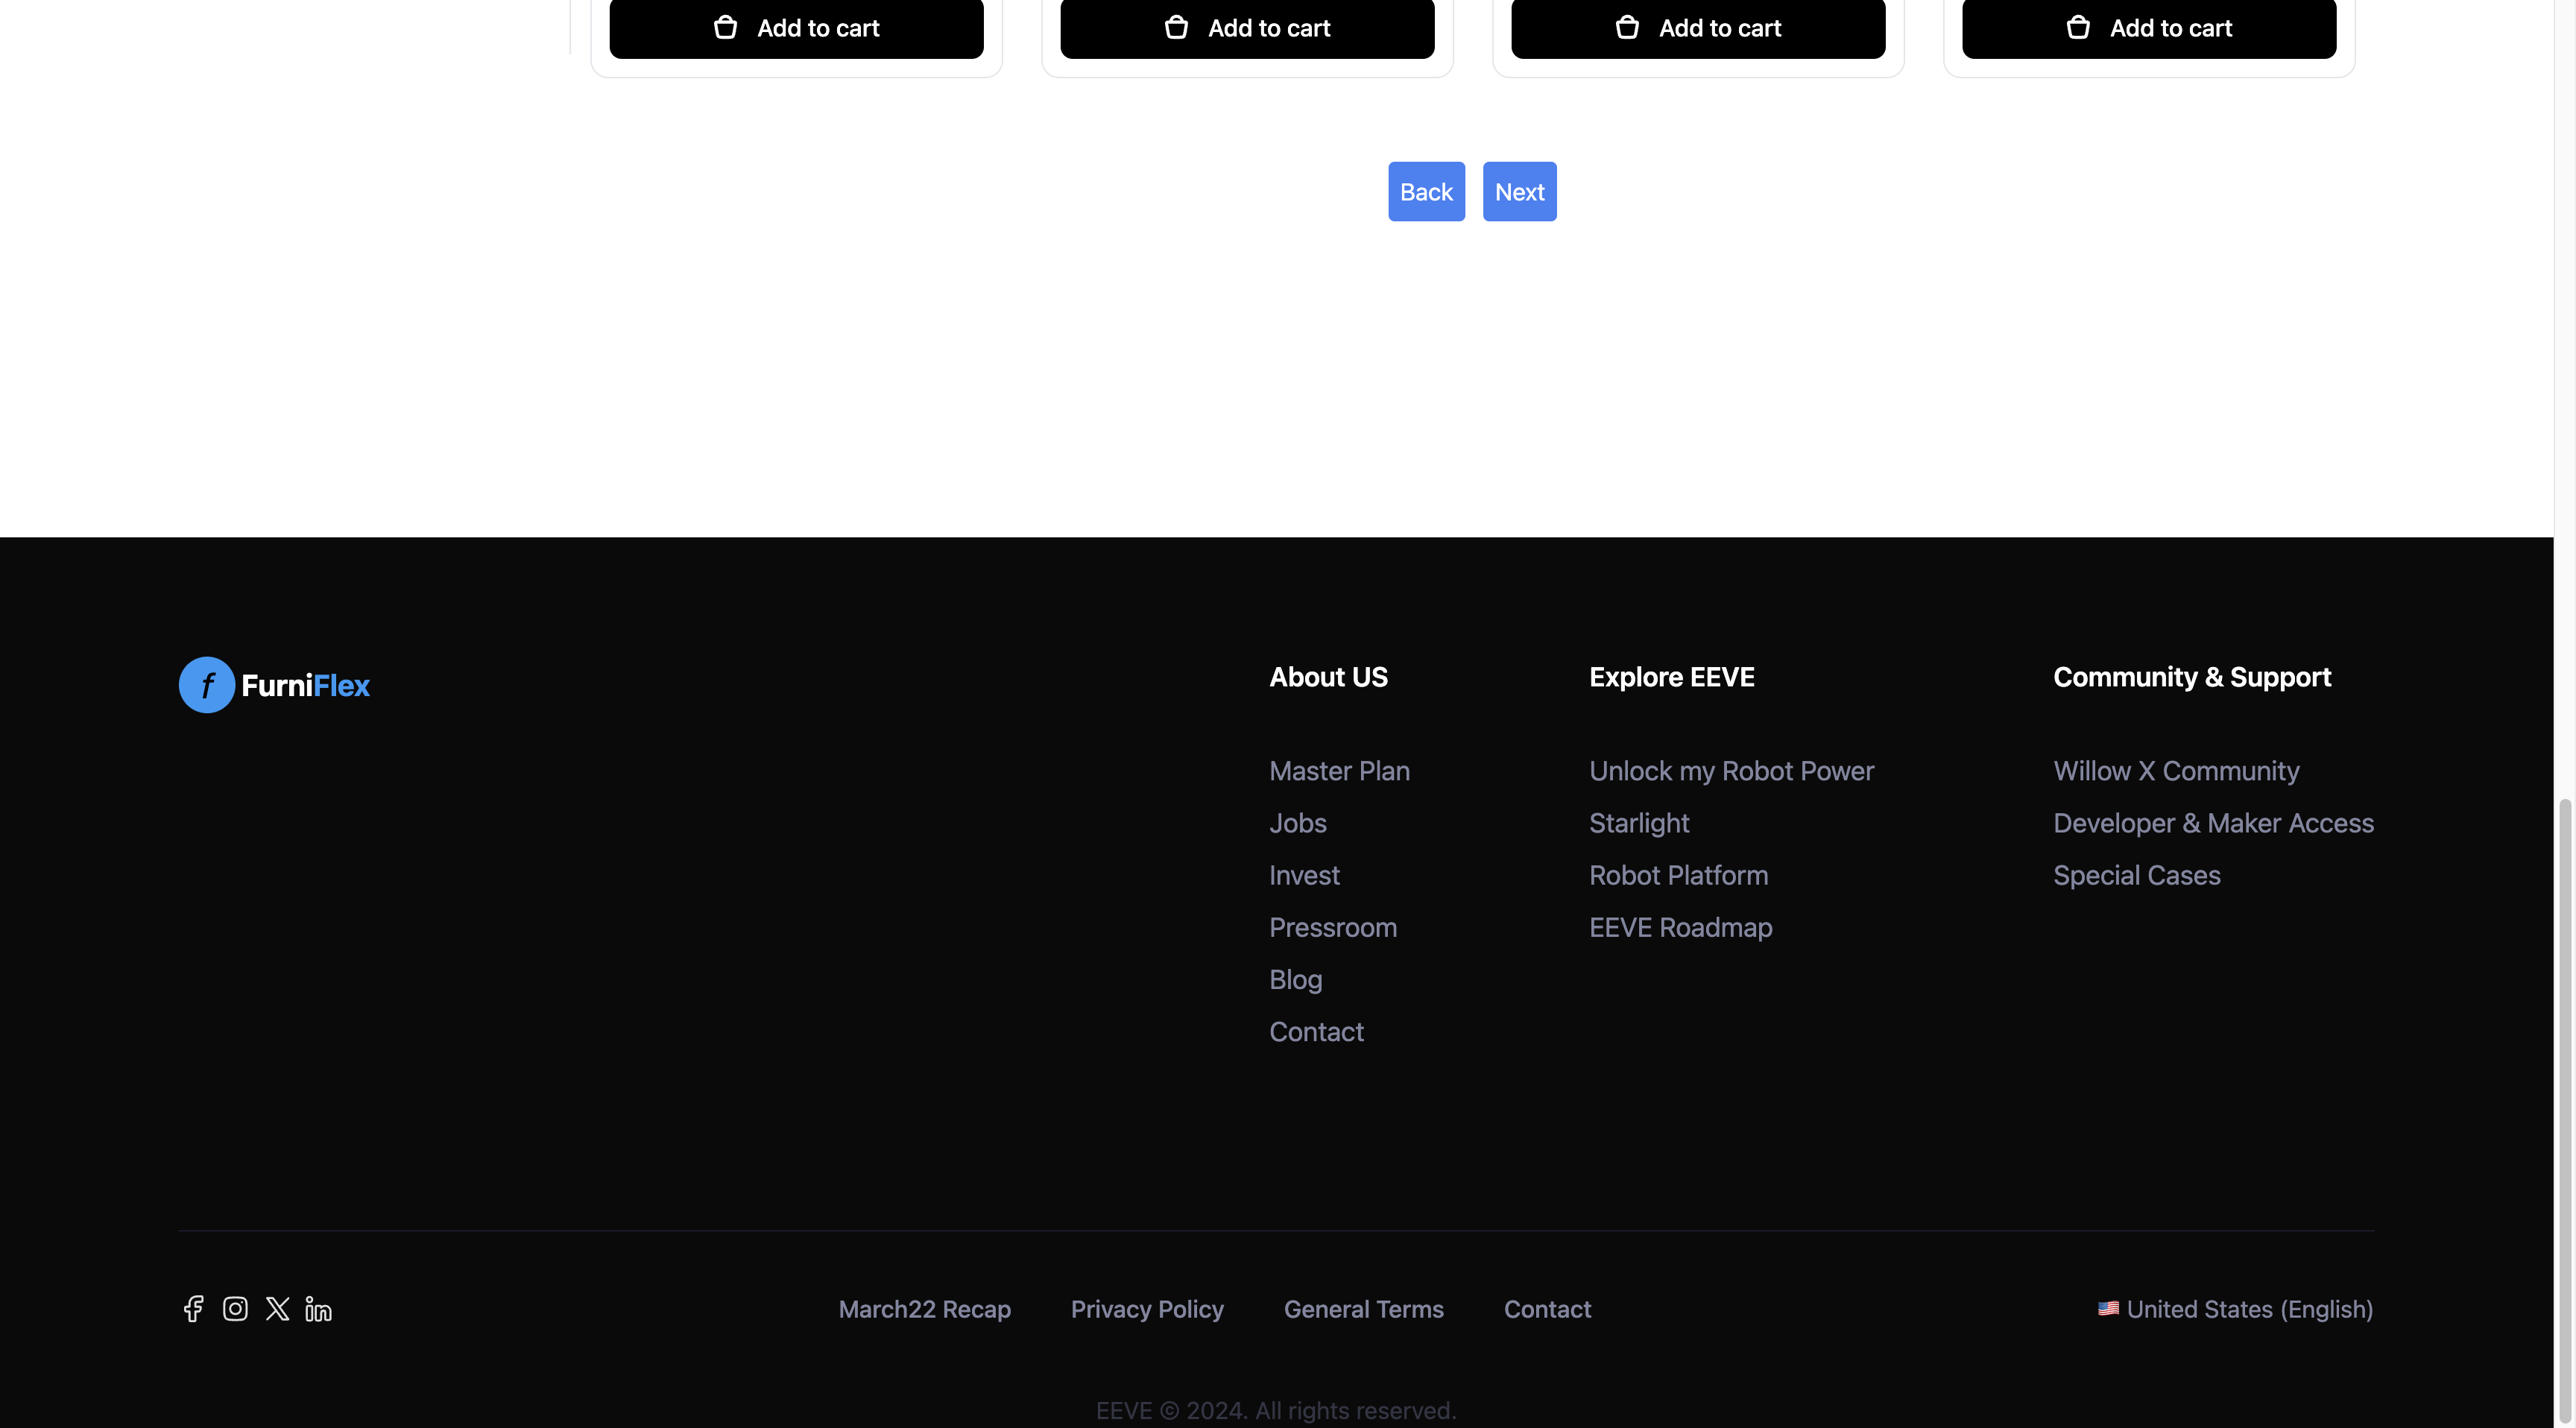 Add to cart
Add to cart
Add to cart
Add to cart
Back
Next
f FurniFlex
About US
Master Plan
Jobs
Invest
Pressroom
Blog
Contact
Explore EEVE
Unlock my Robot Power
Starlight
Robot Platform
EEVE Roadmap
Community & Support
Willow X Community
Developer & Maker Access
Special Cases
March22 Recap
Privacy Policy
General Terms
Contact
🇺🇸 United States (English)
EEVE © 2024. All rights reserved.